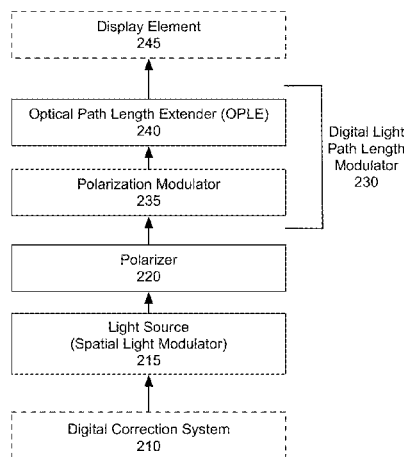 Display Element
245
Optical Path Length Extender (OPLE)
240
Digital Light
Path Length
Modulator
230
Polarization Modulator
235
Polarizer
220
Light Source
(Spatial Light Modulator)
215
Digital Correction System
210